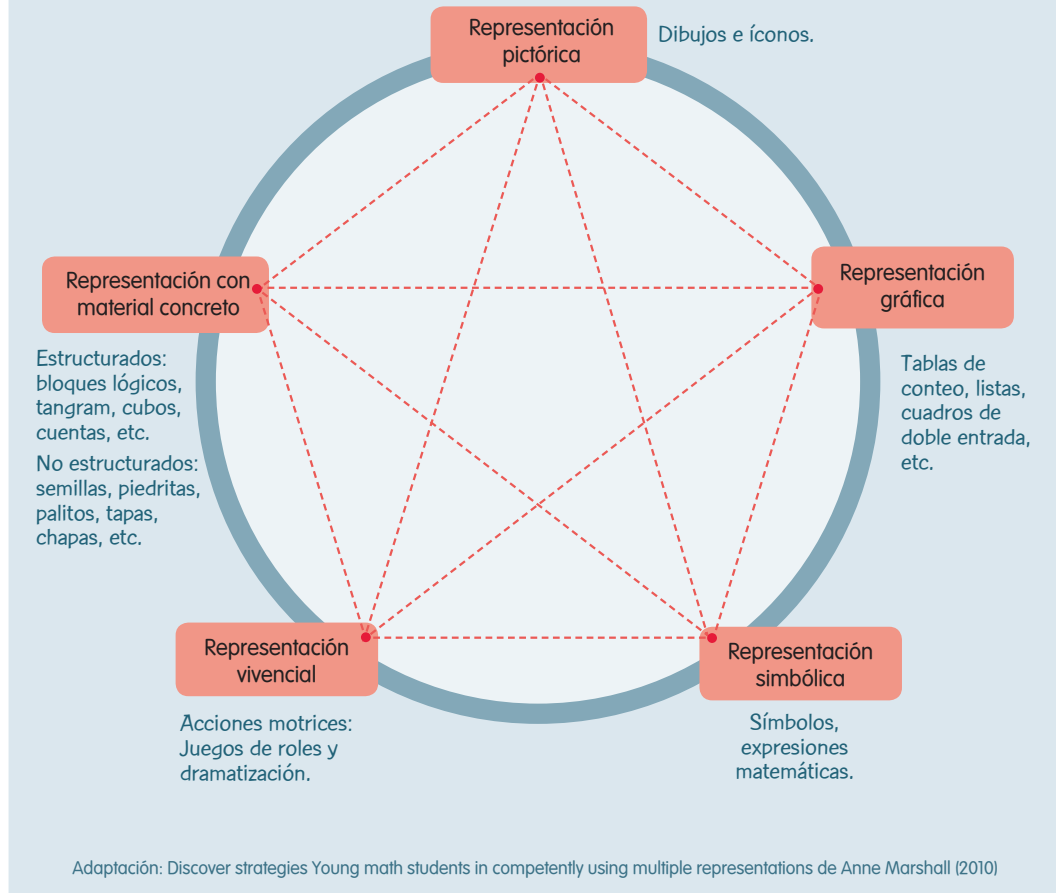 Representación
pictórica
Dibujos e íconos.
Representación con
material concreto
Estructurados:
bloques lógicos,
tangram, cubos,
cuentas, etc.
No estructurados:
semillas, piedritas,
palitos, tapas,
chapas, etc.
Representación
gráfica
Tablas de
conteo, listas,
cuadros de
doble entrada,
etc.
Representación
vivencial
Acciones motrices:
Juegos de roles y
dramatización.
Representación
simbólica
Símbolos,
expresiones
matemáticas.
Adaptación: Discover strategies Young math students in competently using multiple representations de Anne Marshall (2010)